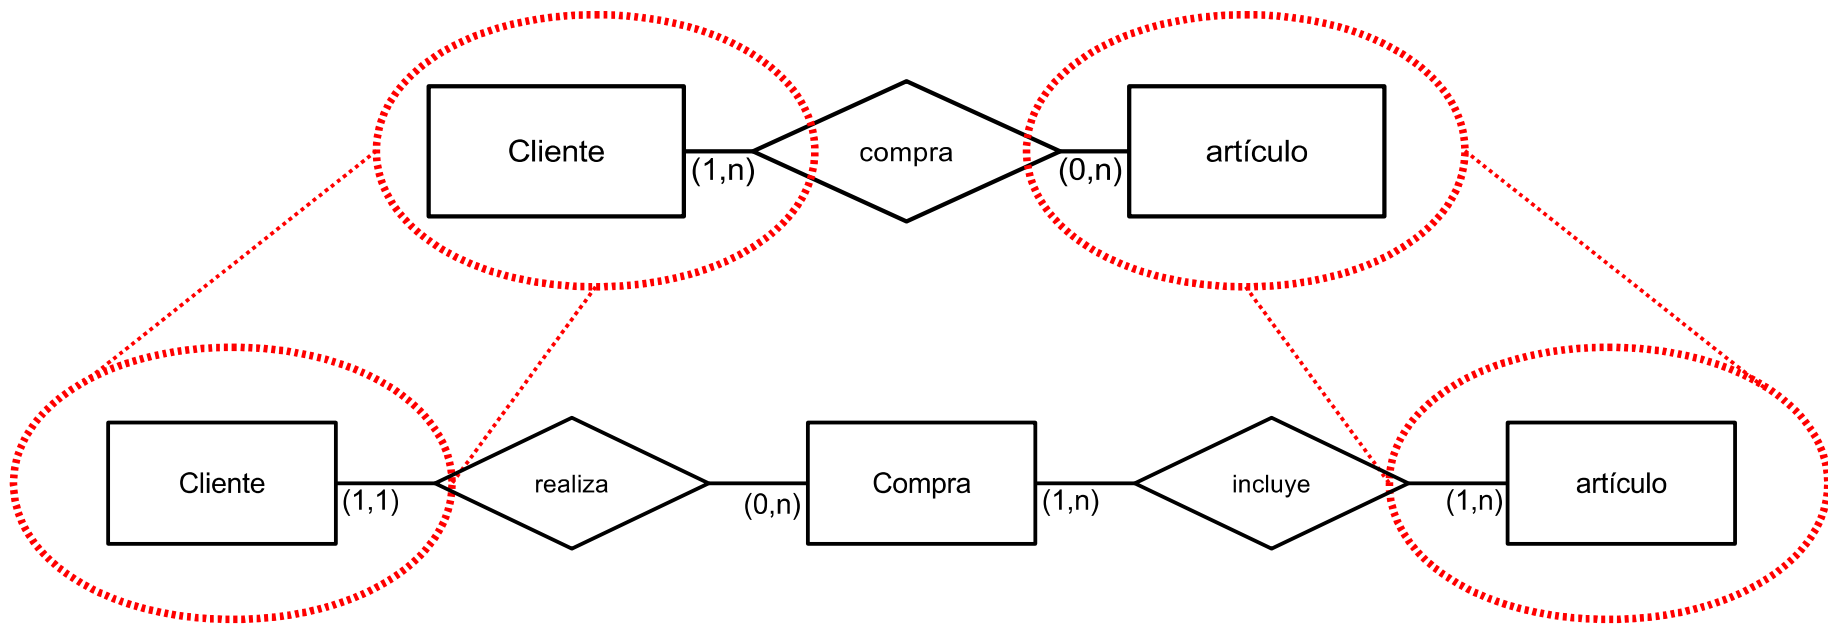 Cliente
(1,n)
compra
(0,n)
artículo
Cliente
(1,1)
realiza
(0,n)
Compra
(1,n)
incluye
(1,n)
artículo